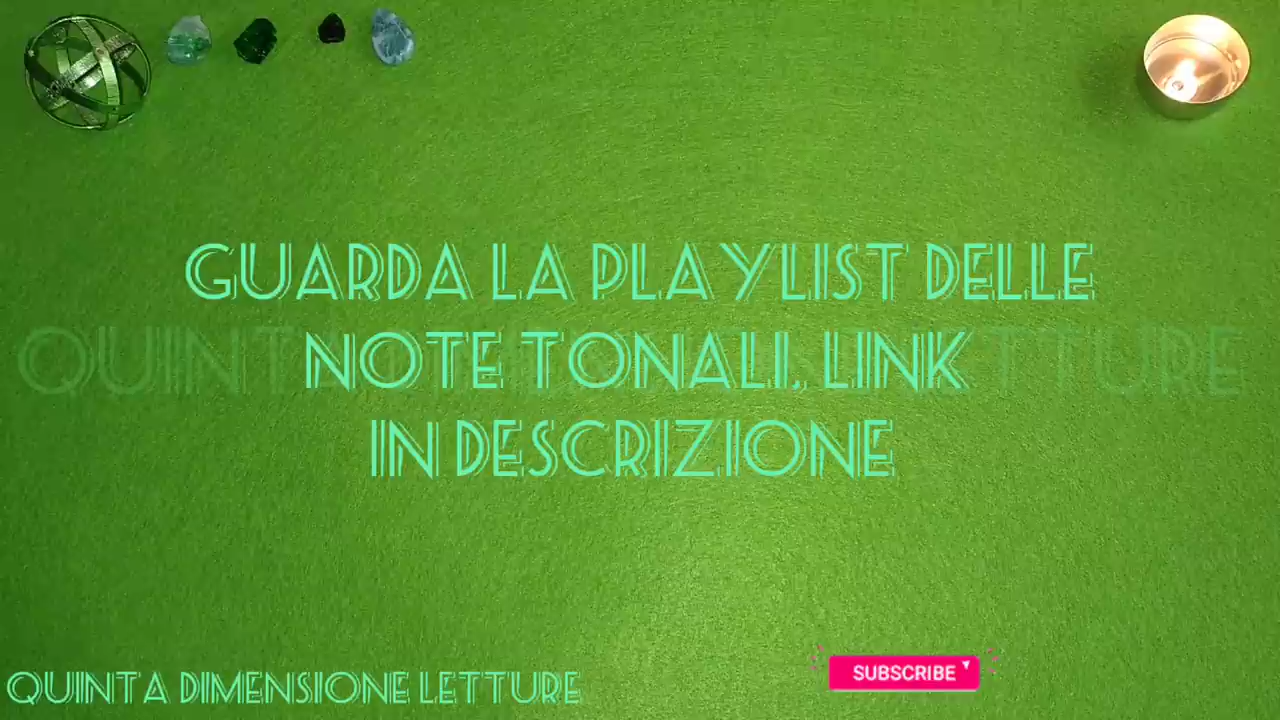 GUARDA LA PLAYLIST DELLE
NOTE TONALI, LINK
IN DESCRIZIONE
QUINTA DIMENSIONE LETTURE
SUBSCRIBE